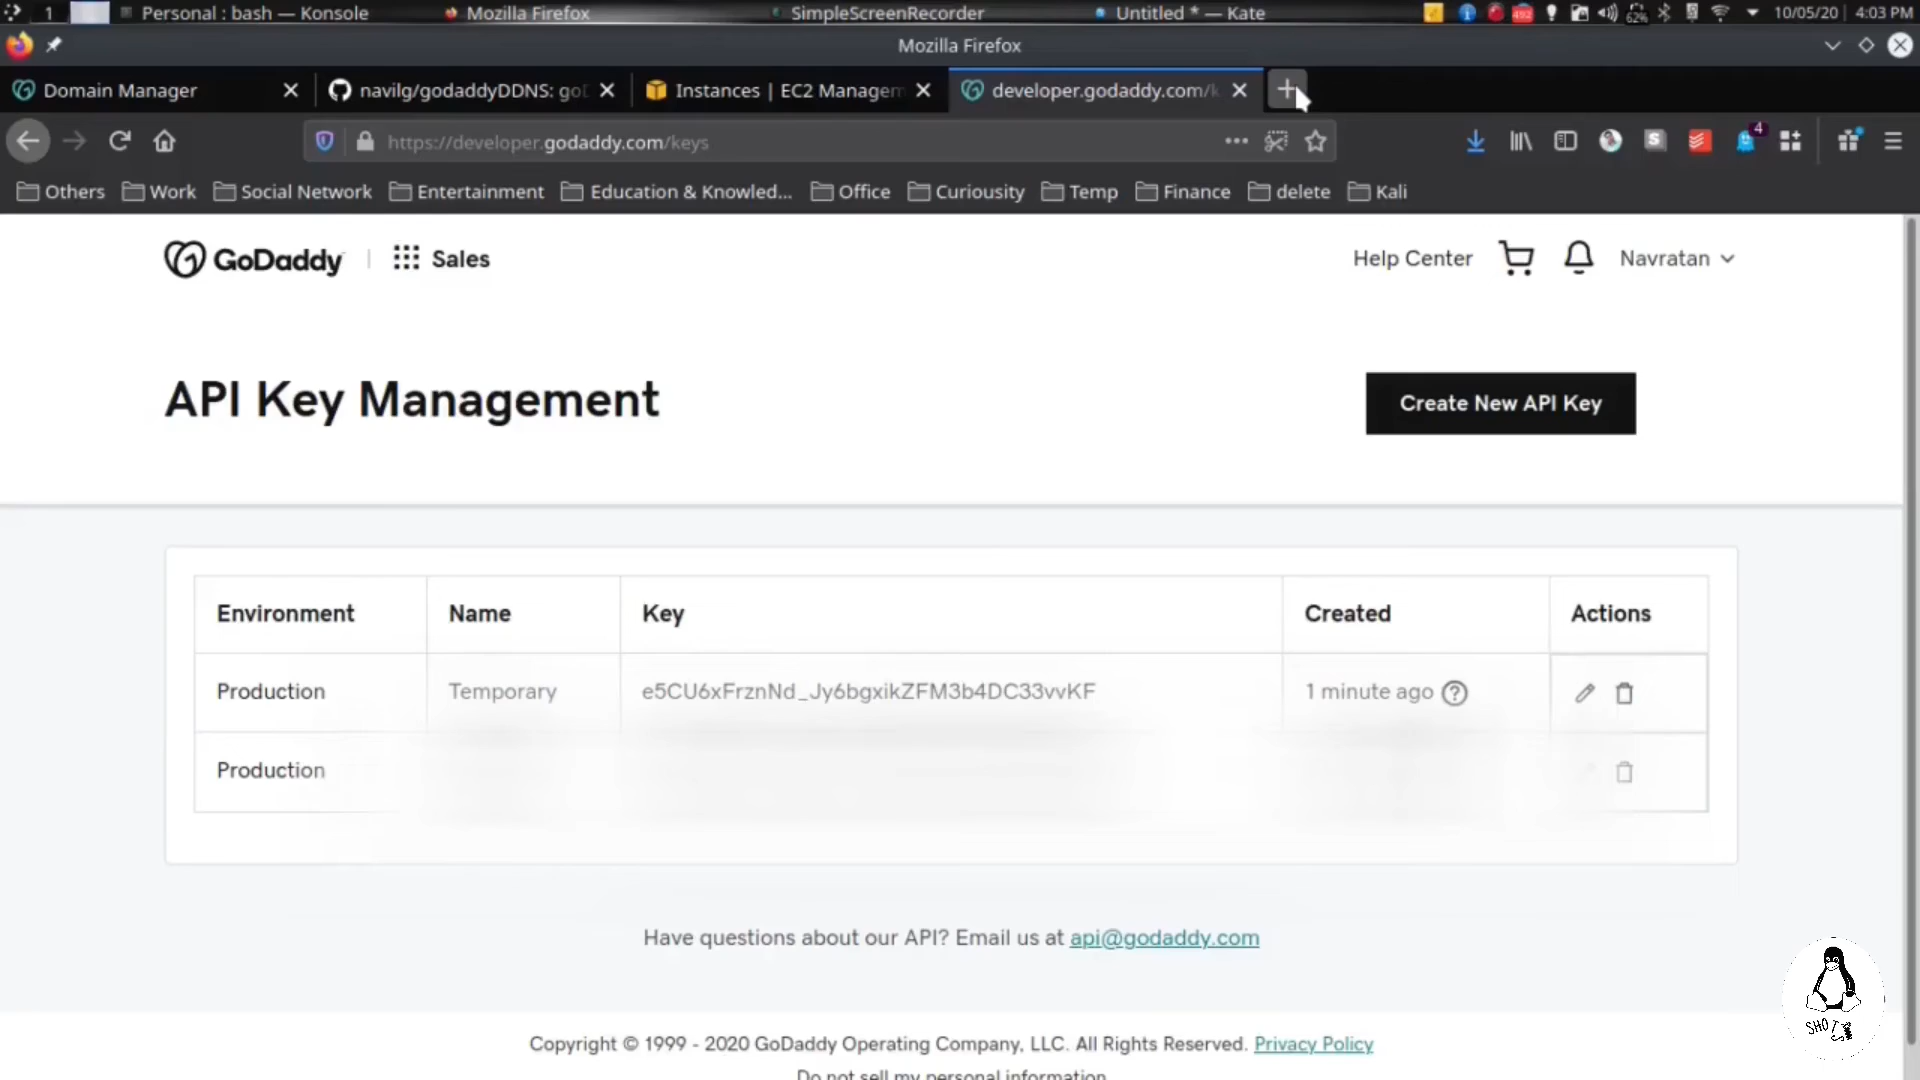 1 Personal : bash — Konsole Mozilla Firefox SimpleScreenRecorder Untitled * — Kate 492 62% 10/05/20 4:03 PM
Mozilla Firefox
Domain Manager navilg/godaddyDDNS: go Instances | EC2 Managem developer.godaddy.com/k
https://developer.godaddy.com/keys 4
Others Work Social Network Entertainment Education & Knowled... Office Curiousity Temp Personal Finance delete Kali
GoDaddy Sales Help Center Navratan
API Key Management Create New API Key
Environment Name Key Created Actions
Production Temporary e5CU6xFrznNd_Jy6bgxikZFM3b4DC33vvKF 1 minute ago
Production
Have questions about our API? Email us at api@godaddy.com
SHOTS
Copyright © 1999 - 2020 GoDaddy Operating Company, LLC. All Rights Reserved. Privacy Policy
Do not sell my personal information